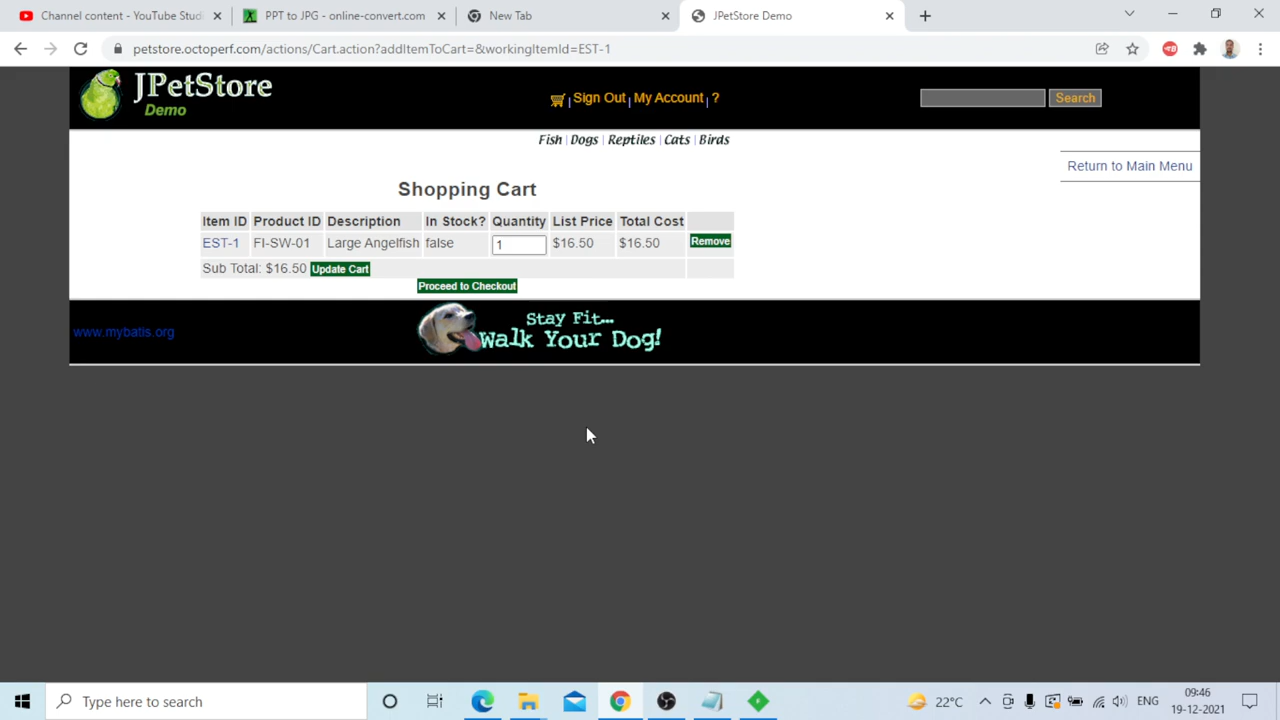 Channel content - YouTube Studi
PPT to JPG - online-convert.com
New Tab
JPetStore Demo
petstore.octoperf.com/actions/Cart.action?addItemToCart=&workingItemId=EST-1
JPetStore
Demo
Sign Out | My Account | ?
Search
Fish | Dogs | Reptiles | Cats | Birds
Return to Main Menu
Shopping Cart
Item ID Product ID Description In Stock? Quantity List Price Total Cost
EST-1 FI-SW-01 Large Angelfish false 1 $16.50 $16.50 Remove
Sub Total: $16.50 Update Cart
Proceed to Checkout
www.mybatis.org
Stay Fit...
Walk Your Dog!
Type here to search
22°C
ENG
09:46
19-12-2021